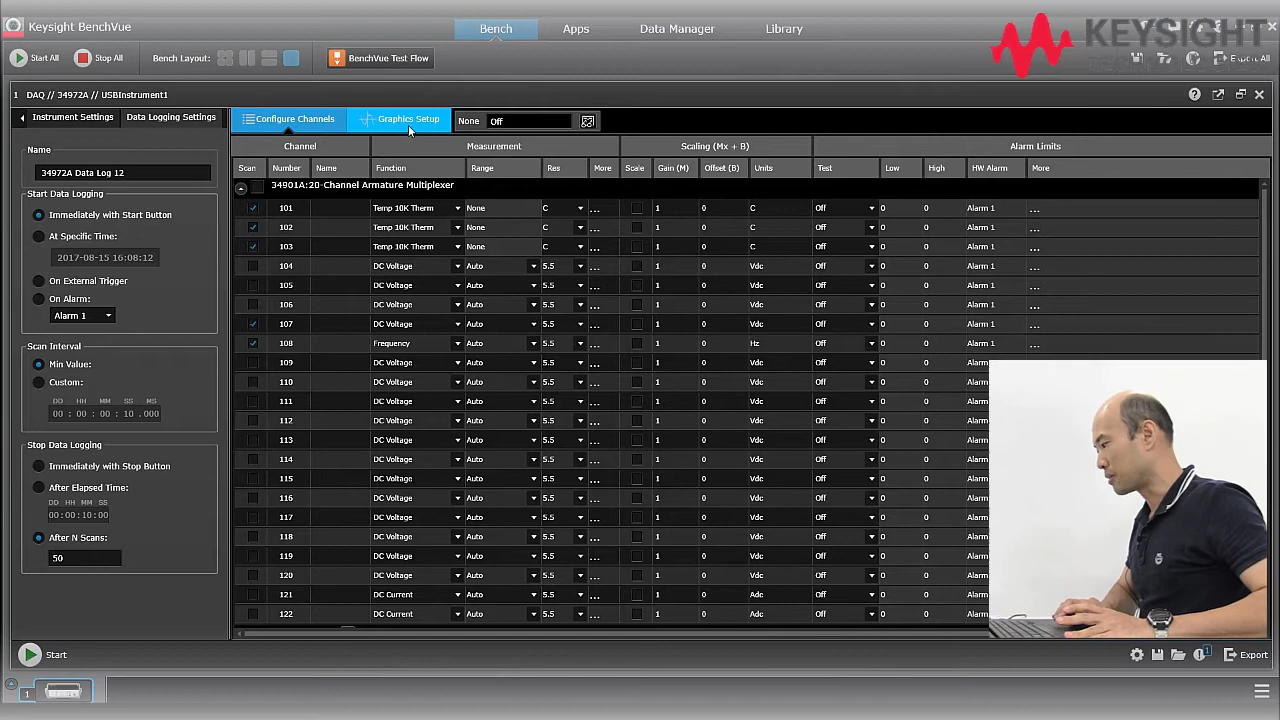 Keysight BenchVue
Bench
Apps
Data Manager
Library
KEYSIGHT
Start All
Stop All
Bench Layout:
BenchVue Test Flow
Export All
1 DAQ // 34972A // USBInstrument1
Instrument Settings
Data Logging Settings
Configure Channels
Graphics Setup
None
Off
Name
34972A Data Log 12
Start Data Logging
Immediately with Start Button
At Specific Time:
2017-08-15 16:08:12
On External Trigger
On Alarm:
Alarm 1
Scan Interval
Min Value:
Custom:
DD HH MM SS MS
00 : 00 : 00 : 10 .000
Stop Data Logging
Immediately with Stop Button
After Elapsed Time:
DD HH MM SS
00:00:10:00
After N Scans:
50
Channel Measurement Scaling (Mx + B) Alarm Limits
Scan Number Name Function Range Res More Scale Gain (M) Offset (B) Units Test Low High HW Alarm More
34901A:20-Channel Armature Multiplexer
101 Temp 10K Therm None C ... 1 0 C Off 0 0 Alarm 1 ...
102 Temp 10K Therm None C ... 1 0 C Off 0 0 Alarm 1 ...
103 Temp 10K Therm None C ... 1 0 C Off 0 0 Alarm 1 ...
104 DC Voltage Auto 5.5 ... 1 0 Vdc Off 0 0 Alarm 1 ...
105 DC Voltage Auto 5.5 ... 1 0 Vdc Off 0 0 Alarm 1 ...
106 DC Voltage Auto 5.5 ... 1 0 Vdc Off 0 0 Alarm 1 ...
107 DC Voltage Auto 5.5 ... 1 0 Vdc Off 0 0 Alarm 1 ...
108 Frequency Auto 5.5 ... 1 0 Hz Off 0 0 Alarm 1 ...
109 DC Voltage Auto 5.5 ... 1 0 Vdc Off 0 0 Alarm
110 DC Voltage Auto 5.5 ... 1 0 Vdc Off 0 0 Alarm
111 DC Voltage Auto 5.5 ... 1 0 Vdc Off 0 0 Alarm
112 DC Voltage Auto 5.5 ... 1 0 Vdc Off 0 0 Alarm
113 DC Voltage Auto 5.5 ... 1 0 Vdc Off 0 0 Alarm
114 DC Voltage Auto 5.5 ... 1 0 Vdc Off 0 0 Alarm
115 DC Voltage Auto 5.5 ... 1 0 Vdc Off 0 0 Alarm
116 DC Voltage Auto 5.5 ... 1 0 Vdc Off 0 0 Alarm
117 DC Voltage Auto 5.5 ... 1 0 Vdc Off 0 0 Alarm
118 DC Voltage Auto 5.5 ... 1 0 Vdc Off 0 0 Alarm
119 DC Voltage Auto 5.5 ... 1 0 Vdc Off 0 0 Alarm
120 DC Voltage Auto 5.5 ... 1 0 Vdc Off 0 0 Alarm
121 DC Current Auto 5.5 ... 1 0 Adc Off 0 0 Alarm
122 DC Current Auto 5.5 ... 1 0 Adc Off 0 0 Alarm
Start
1
Export
1